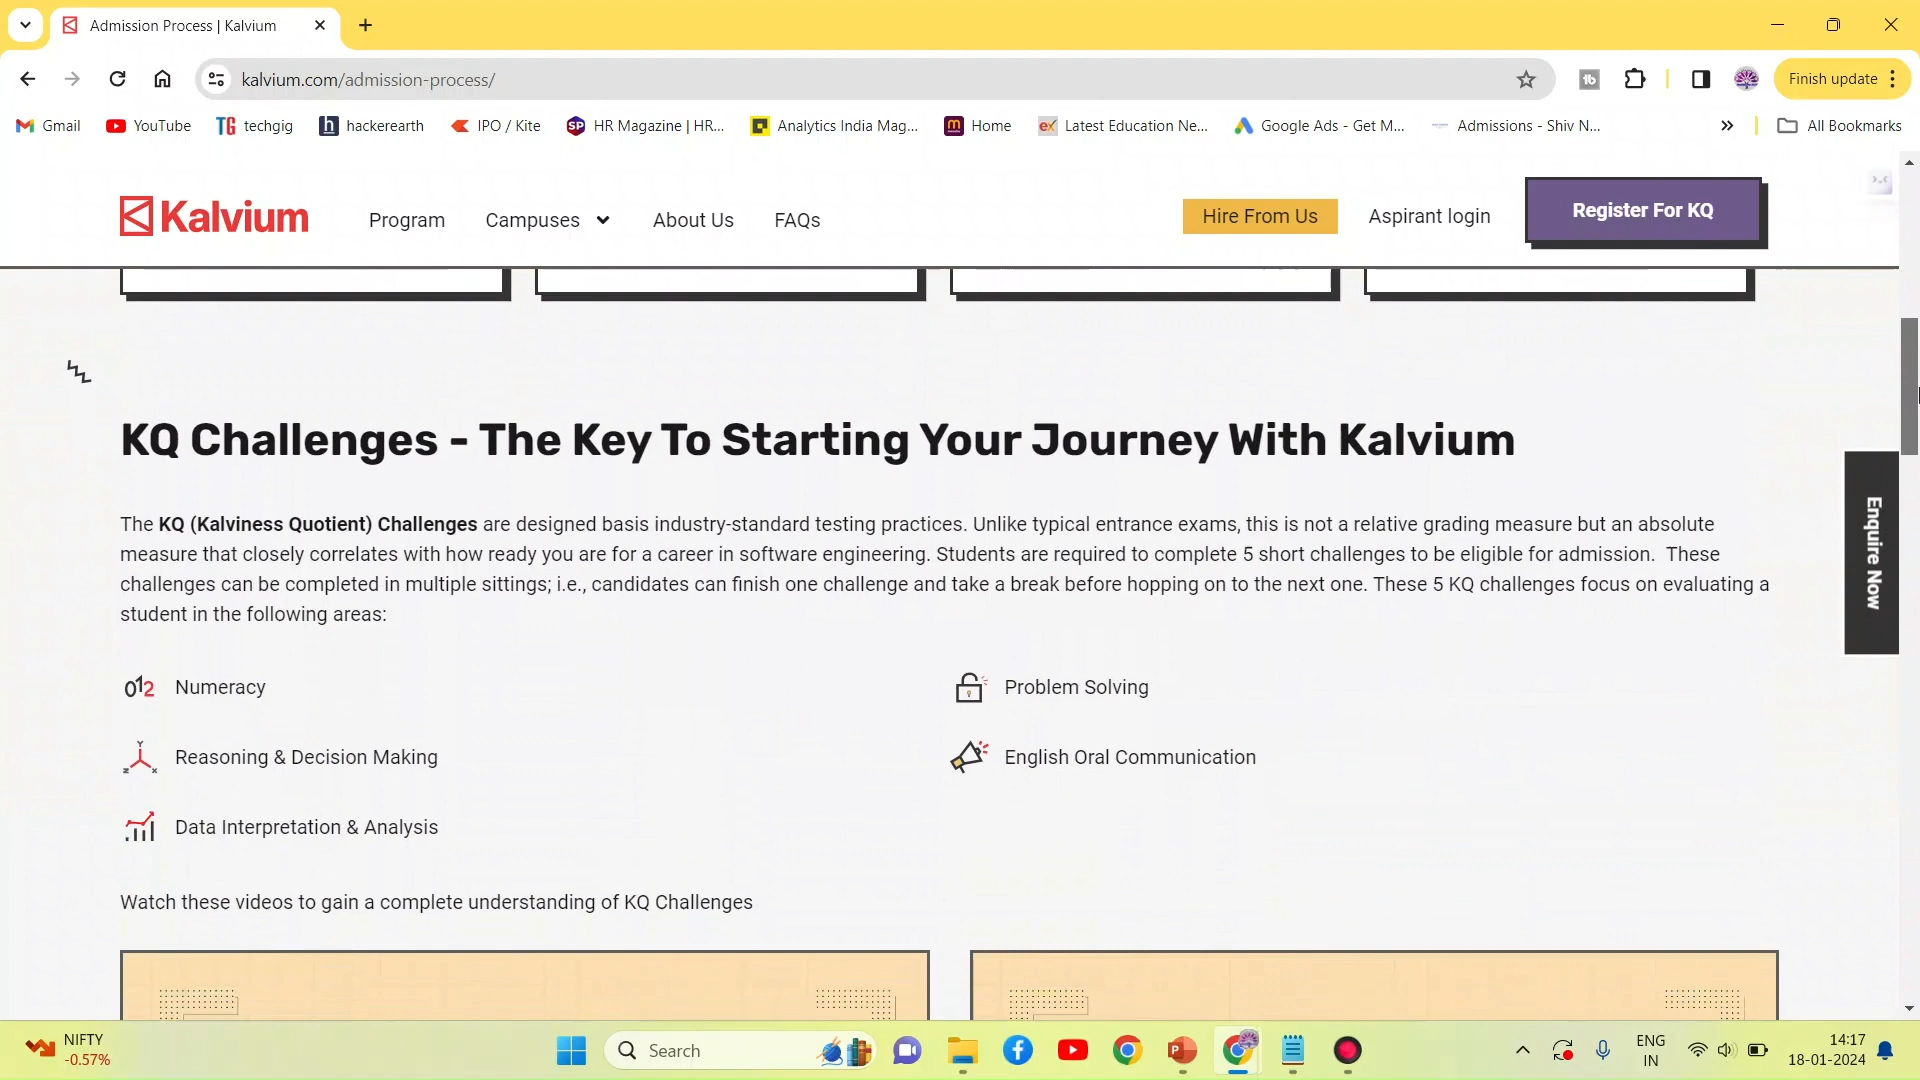 Admission Process | Kalvium
kalvium.com/admission-process/
Finish update
Gmail
YouTube
TG techgig
h hackerearth
IPO / Kite
SP HR Magazine | HR...
Analytics India Mag...
m Home
ex Latest Education Ne...
Google Ads - Get M...
Admissions - Shiv N...
All Bookmarks
Kalvium
Program
Campuses
About Us
FAQs
Hire From Us
Aspirant login
Register For KQ
KQ Challenges - The Key To Starting Your Journey With Kalvium
The KQ (Kalviness Quotient) Challenges are designed basis industry-standard testing practices. Unlike typical entrance exams, this is not a relative grading measure but an absolute
measure that closely correlates with how ready you are for a career in software engineering. Students are required to complete 5 short challenges to be eligible for admission. These
challenges can be completed in multiple sittings; i.e., candidates can finish one challenge and take a break before hopping on to the next one. These 5 KQ challenges focus on evaluating a
student in the following areas:
012 Numeracy
Problem Solving
Reasoning & Decision Making
English Oral Communication
Data Interpretation & Analysis
Watch these videos to gain a complete understanding of KQ Challenges
Enquire Now
NIFTY
-0.57%
Search
ENG
IN
14:17
18-01-2024